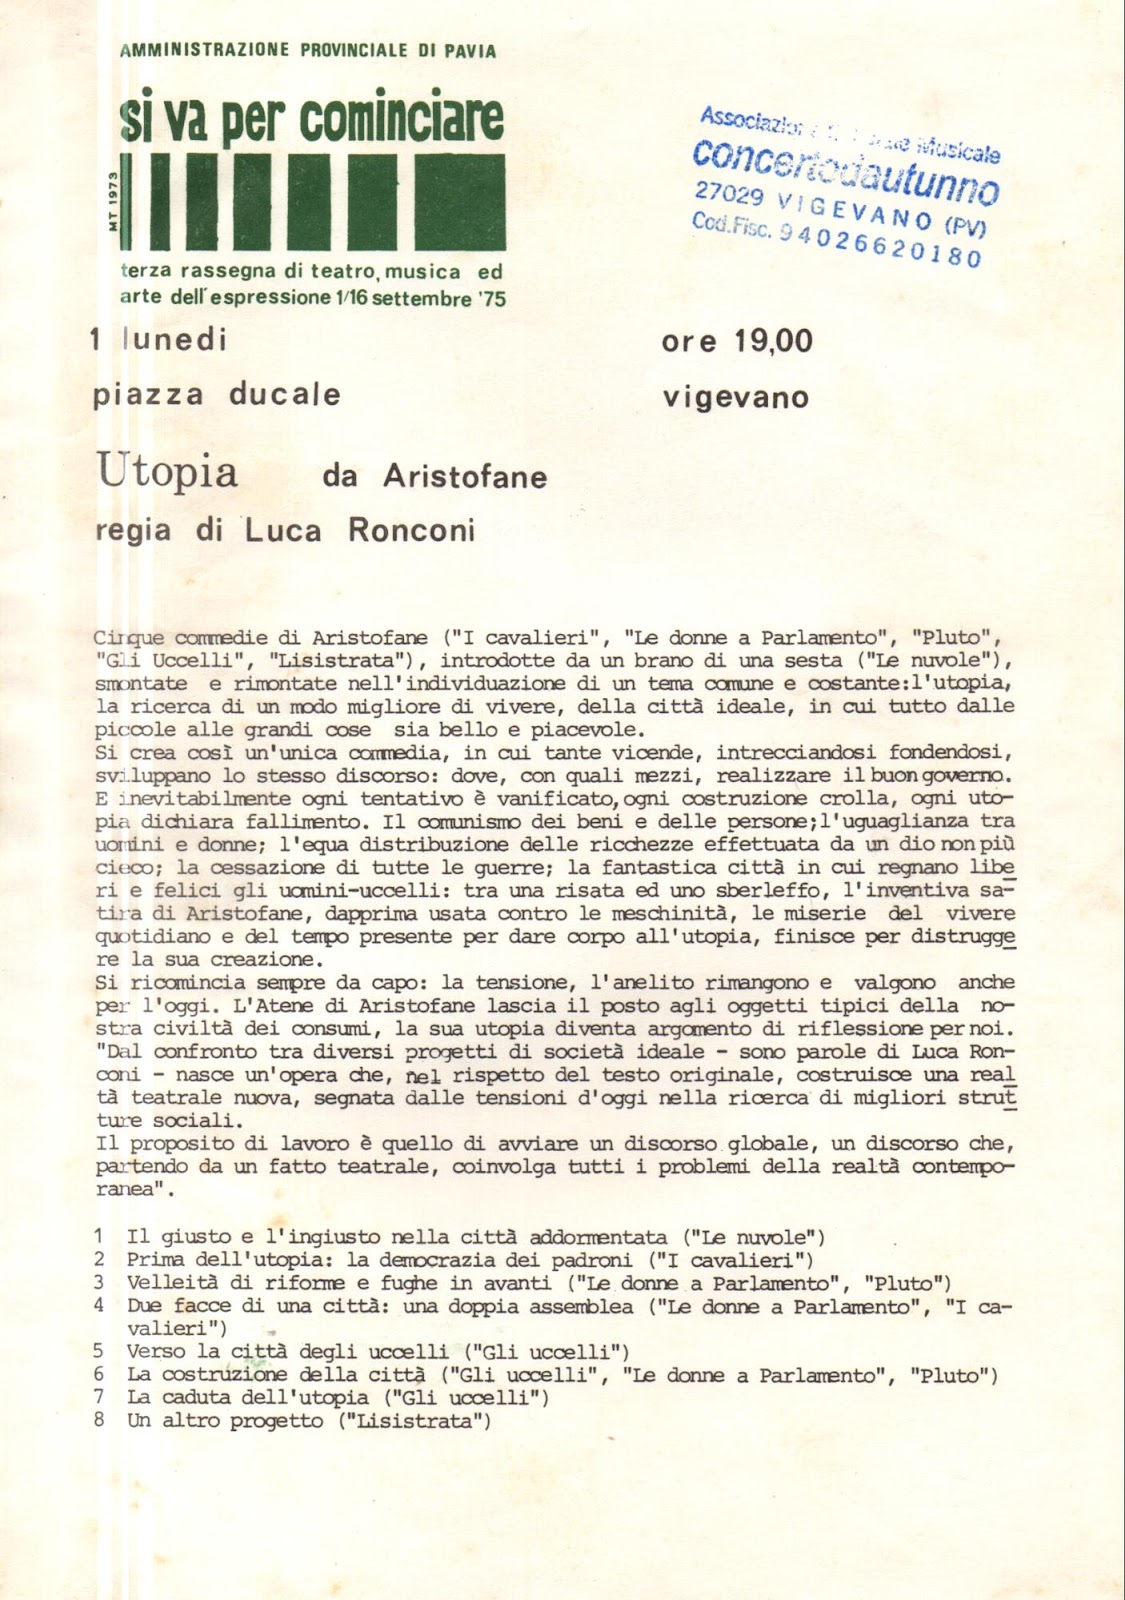 AMMINISTRAZIONE PROVINCIALE DI PAVIA
si va per cominciare
MT 1973
terza rassegna di teatro, musica ed
arte dell'espressione 1/16 settembre '75
Musicale
concertodautunno
27029 VIGEVANO (PV)
Cod.Fisc. 94026620180
1 lunedi ore 19,00
piazza ducale vigevano
Utopia da Aristofane
regia di Luca Ronconi
Cinque commedie di Aristofane ("I cavalieri", "Le donne a Parlamento", "Pluto",
"Gli Uccelli", "Lisistrata"), introdotte da un brano di una sesta ("Le nuvole"),
smontate e rimontate nell'individuazione di un tema comune e costante:l'utopia,
la ricerca di un modo migliore di vivere, della città ideale, in cui tutto dalle
piccole alle grandi cose sia bello e piacevole.
Si crea così un'unica commedia, in cui tante vicende, intrecciandosi fondendosi,
sviluppano lo stesso discorso: dove, con quali mezzi, realizzare il buon governo.
E inevitabilmente ogni tentativo è vanificato,ogni costruzione crolla, ogni uto-
pia dichiara fallimento. Il comunismo dei beni e delle persone;l'uguaglianza tra
uomini e donne; l'equa distribuzione delle ricchezze effettuata da un dio non più
cieco; la cessazione di tutte le guerre; la fantastica città in cui regnano libe
ri e felici gli uomini-uccelli: tra una risata ed uno sberleffo, l'inventiva sa-
tira di Aristofane, dapprima usata contro le meschinità, le miserie del vivere
quotidiano e del tempo presente per dare corpo all'utopia, finisce per distrugge
re la sua creazione.
Si ricomincia sempre da capo: la tensione, l'anelito rimangono e valgono anche
per l'oggi. L'Atene di Aristofane lascia il posto agli oggetti tipici della no-
stra civiltà dei consumi, la sua utopia diventa argomento di riflessione per noi.
"Dal confronto tra diversi progetti di società ideale - sono parole di Luca Ron-
coni - nasce un'opera che, nel rispetto del testo originale, costruisce una real
tà teatrale nuova, segnata dalle tensioni d'oggi nella ricerca di migliori strut
ture sociali.
Il proposito di lavoro è quello di avviare un discorso globale, un discorso che,
partendo da un fatto teatrale, coinvolga tutti i problemi della realtà contempo-
ranea".
1 Il giusto e l'ingiusto nella città addormentata ("Le nuvole")
2 Prima dell'utopia: la democrazia dei padroni ("I cavalieri")
3 Velleità di riforme e fughe in avanti ("Le donne a Parlamento", "Pluto")
4 Due facce di una città: una doppia assemblea ("Le donne a Parlamento", "I ca-
valieri")
5 Verso la città degli uccelli ("Gli uccelli")
6 La costruzione della città ("Gli uccelli", "Le donne a Parlamento", "Pluto")
7 La caduta dell'utopia ("Gli uccelli")
8 Un altro progetto ("Lisistrata")